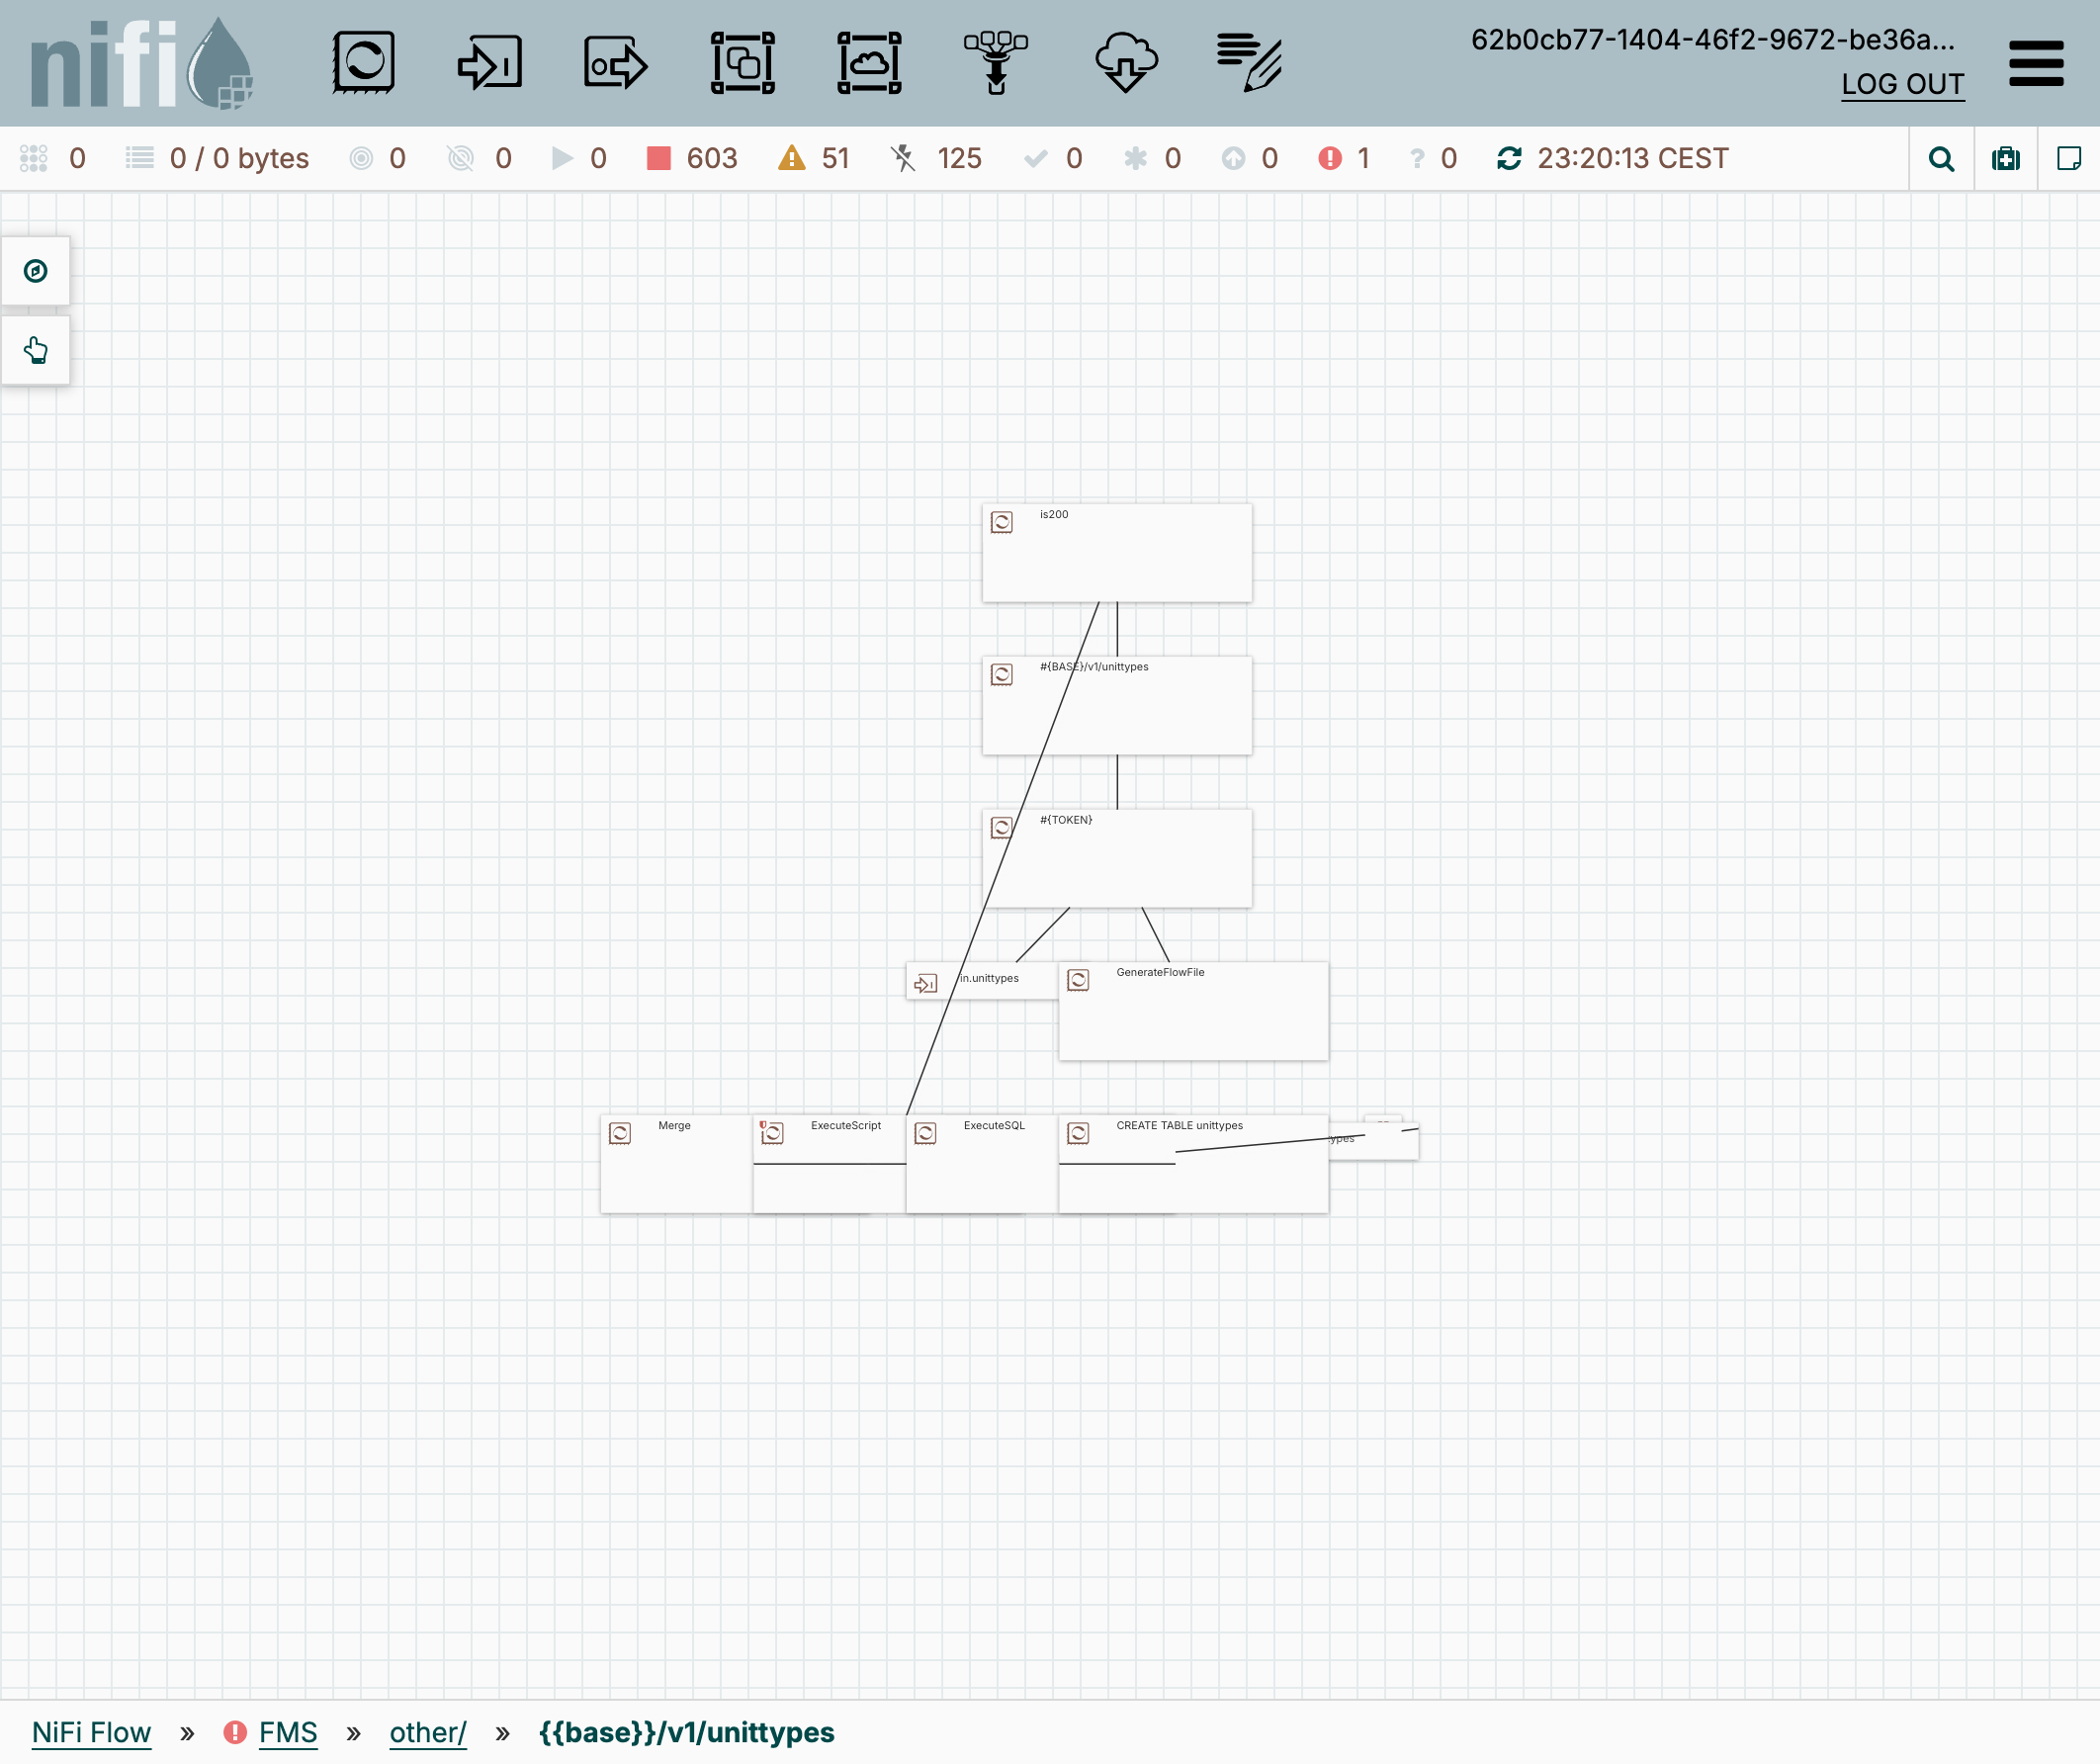 nifi
62b0cb77-1404-46f2-9672-be36a...
LOG OUT
0 0 / 0 bytes 0 0 0 603 51 125 0 0 0 1 ? 0 23:20:13 CEST
is200
#{BASE}/v1/unittypes
#{TOKEN}
in.unittypes
GenerateFlowFile
Merge
ExecuteScript
ExecuteSQL
CREATE TABLE unittypes
NiFi Flow » FMS » other/ » {{base}}/v1/unittypes